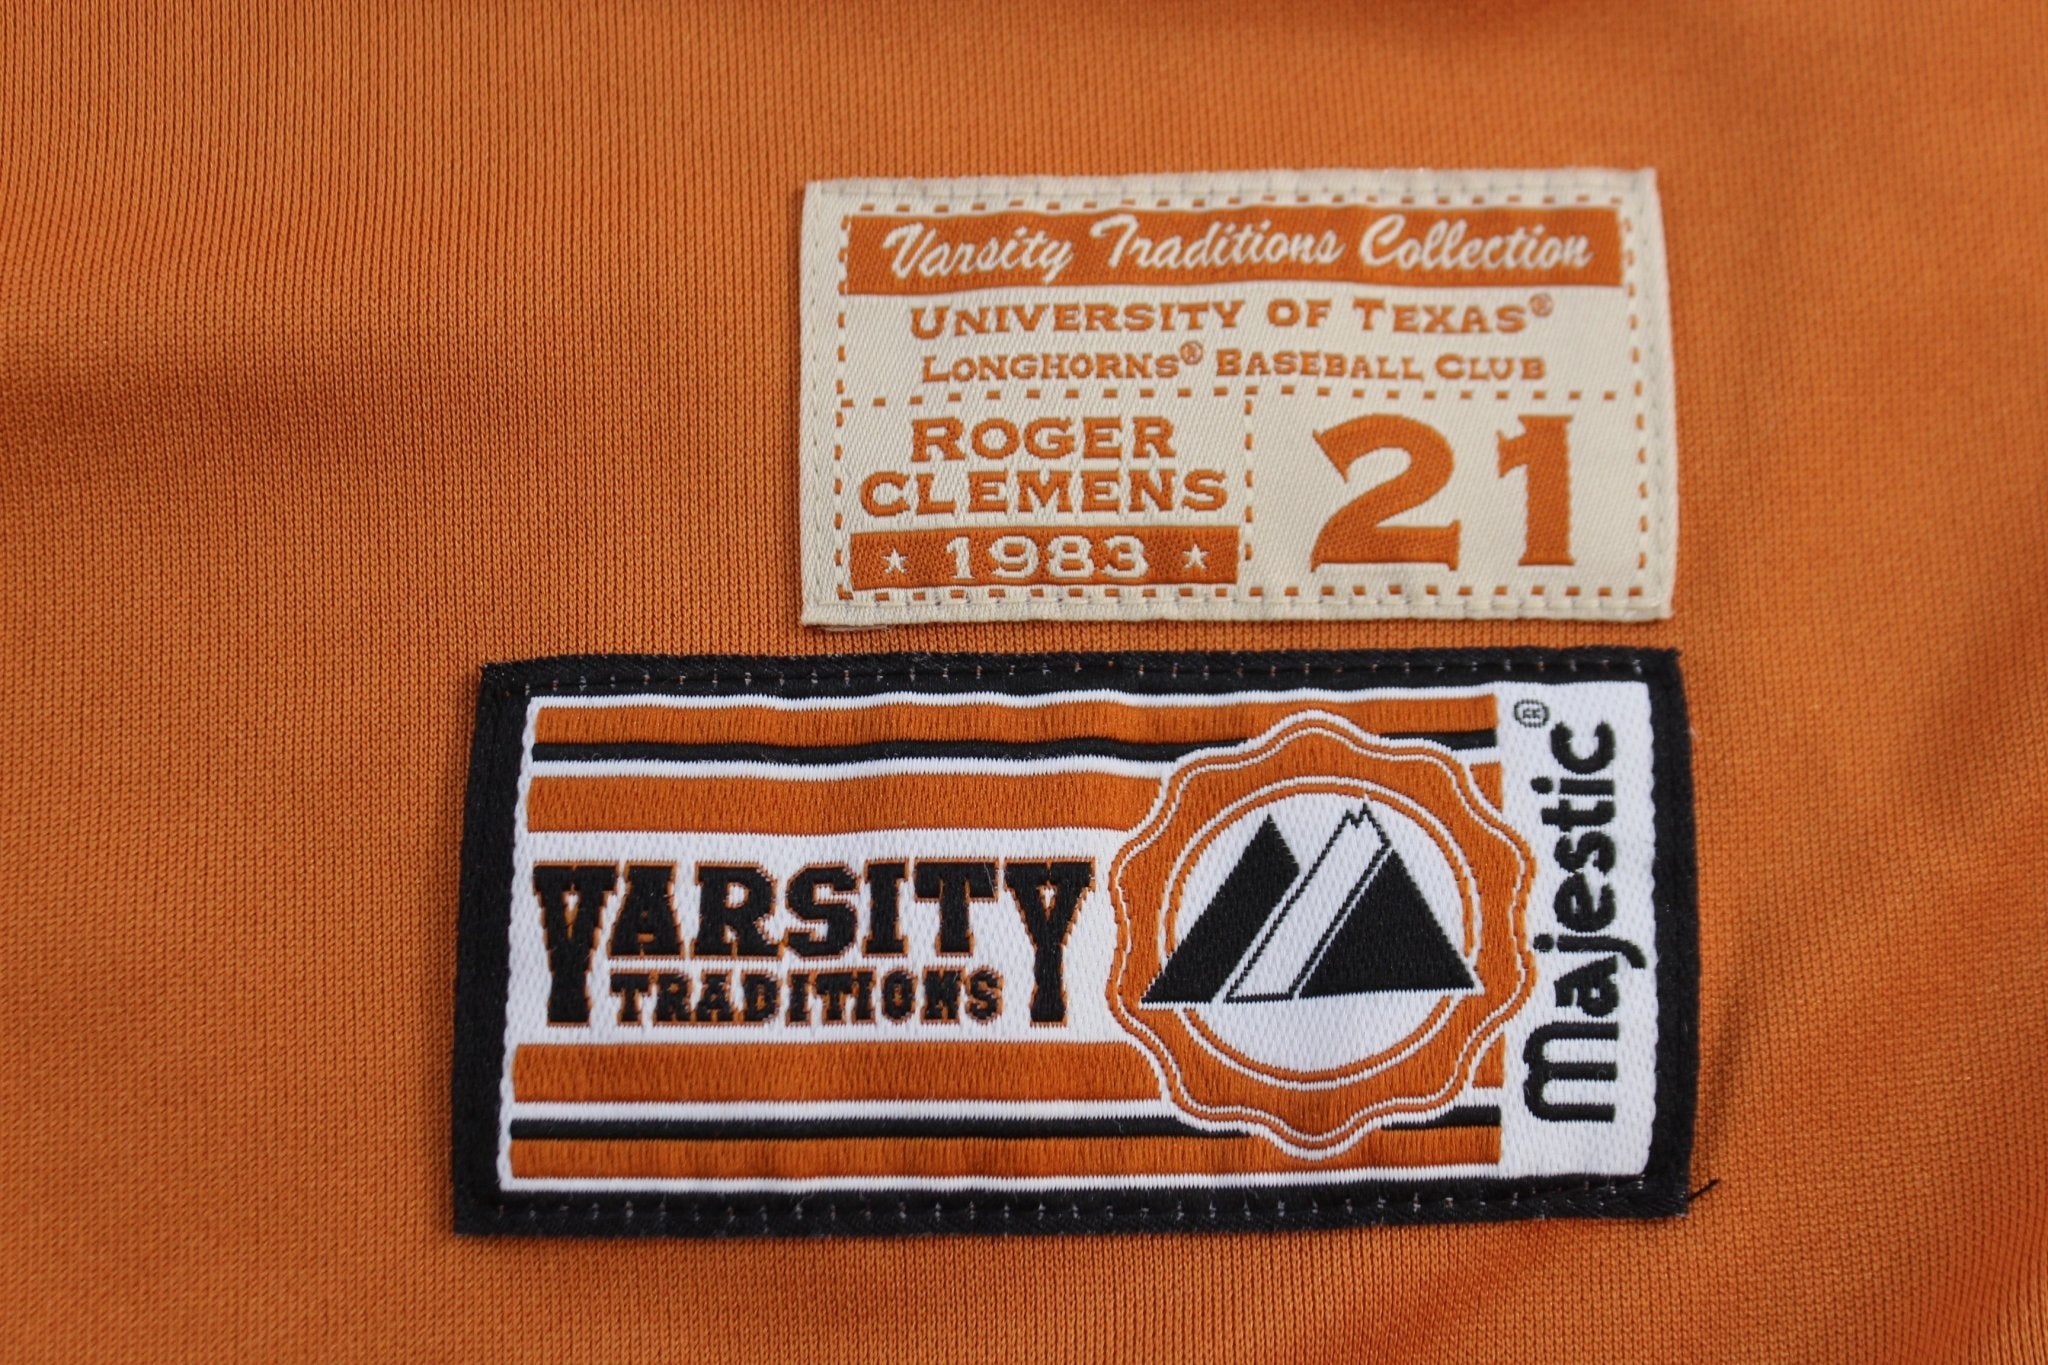 Varsity Traditions Collection
UNIVERSITY OF TEXAS®
LONGHORNS® BASEBALL CLUB
ROGER
CLEMENS
★ 1983 ★
21
VARSITY
TRADITIONS
Majestic®